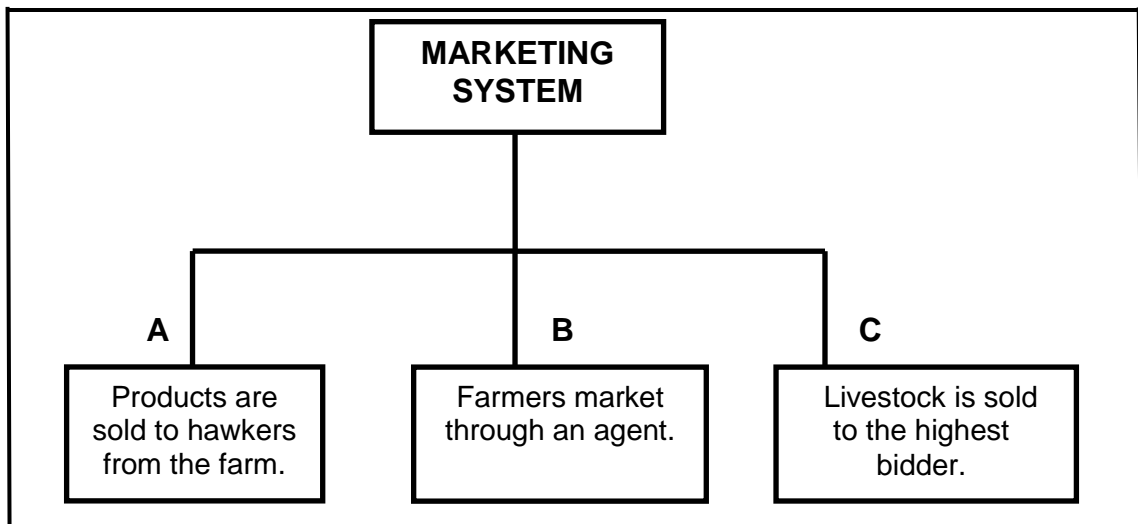 MARKETING
SYSTEM
A
B
C
Products are
sold to hawkers
from the farm.
Farmers market
through an agent.
Livestock is sold
to the highest
bidder.